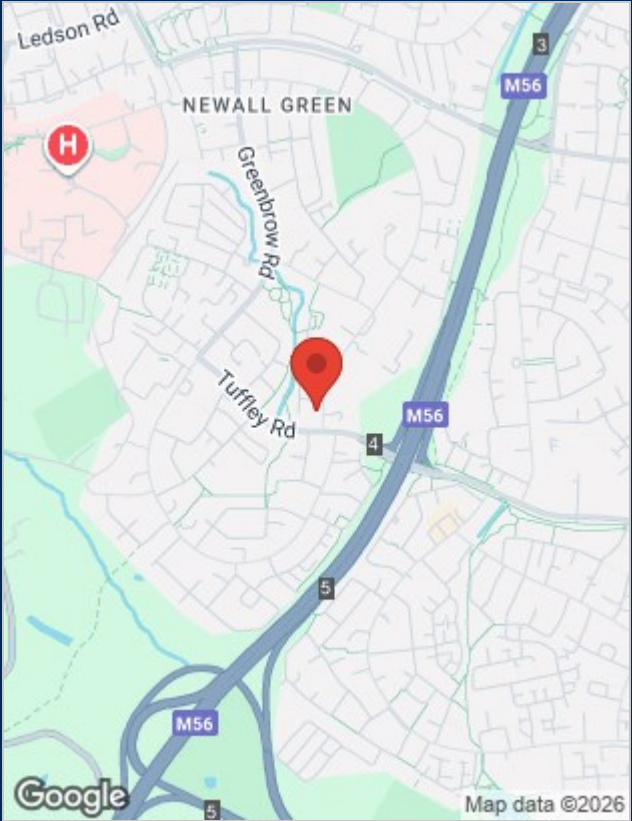 Ledson Rd
3
M56
NEWALL GREEN
H
Greenbrow Rd
Tuffley Rd
M56
4
5
M56
5
Google
Map data ©2026